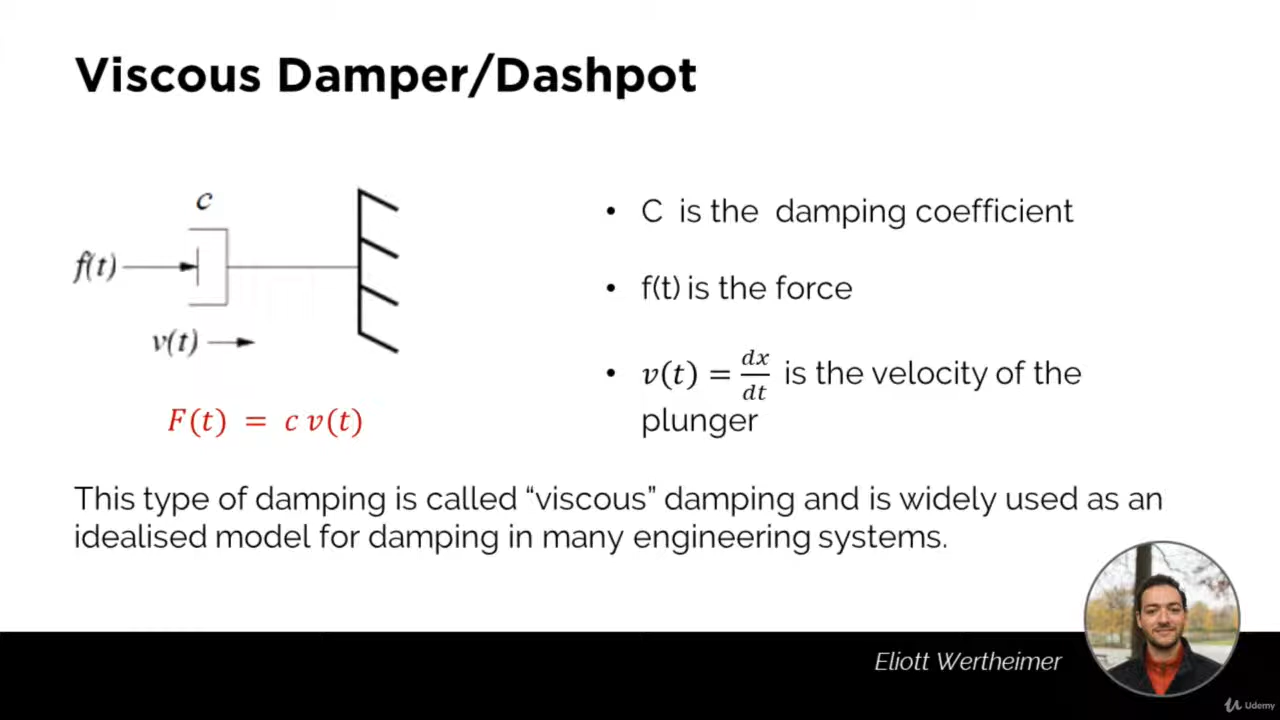 Viscous Damper/Dashpot
c
f(t)
v(t)
F(t) = c v(t)
• C is the damping coefficient
• f(t) is the force
• v(t) = dx/dt is the velocity of the
plunger
This type of damping is called “viscous” damping and is widely used as an
idealised model for damping in many engineering systems.
Eliott Wertheimer
Udemy